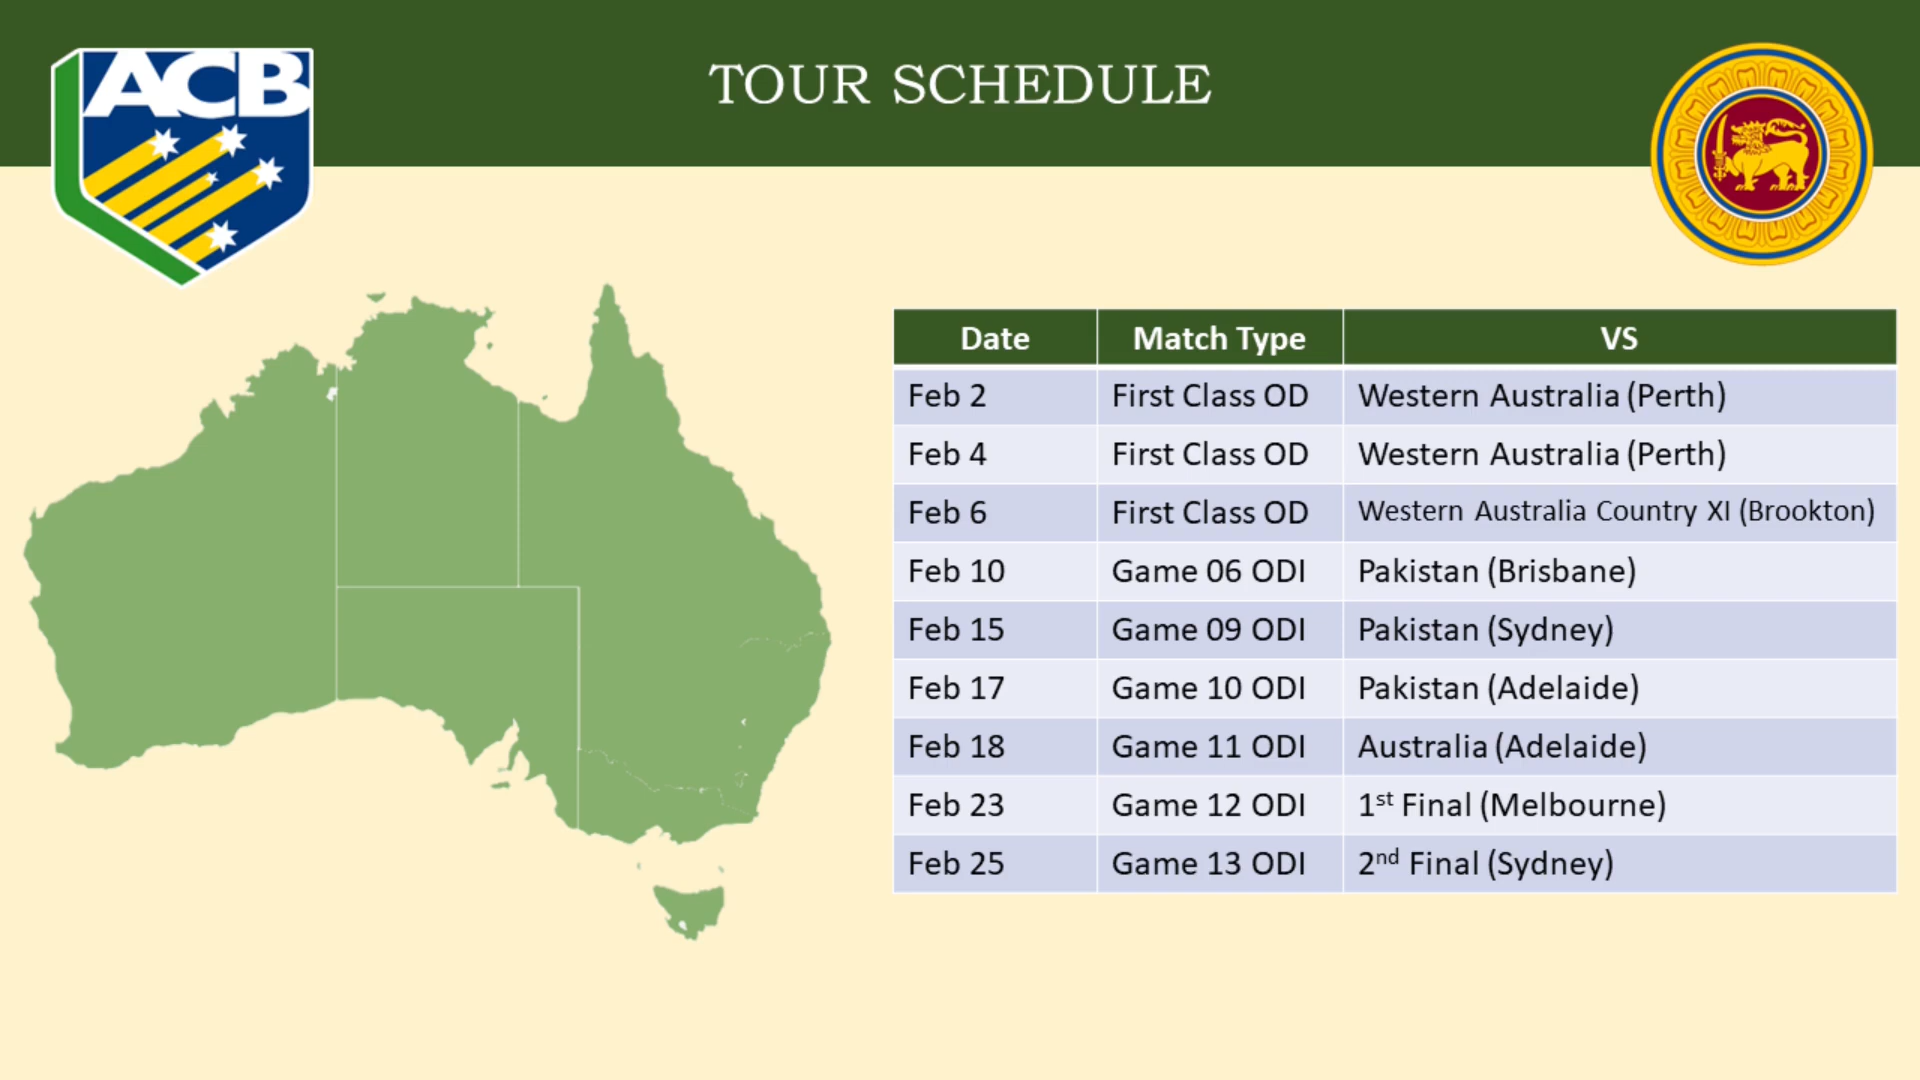 ACB
TOUR SCHEDULE
Date Match Type VS
Feb 2 First Class OD Western Australia (Perth)
Feb 4 First Class OD Western Australia (Perth)
Feb 6 First Class OD Western Australia Country XI (Brookton)
Feb 10 Game 06 ODI Pakistan (Brisbane)
Feb 15 Game 09 ODI Pakistan (Sydney)
Feb 17 Game 10 ODI Pakistan (Adelaide)
Feb 18 Game 11 ODI Australia (Adelaide)
Feb 23 Game 12 ODI 1st Final (Melbourne)
Feb 25 Game 13 ODI 2nd Final (Sydney)